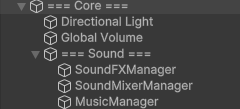 === Core ===
Directional Light
Global Volume
=== Sound ===
SoundFXManager
SoundMixerManager
MusicManager